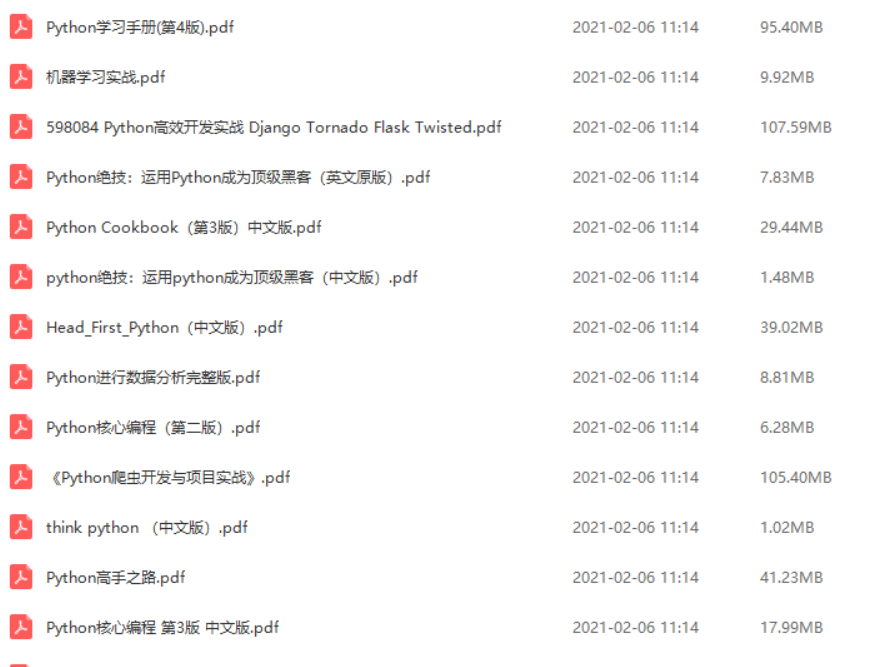 Python学习手册(第4版).pdf 2021-02-06 11:14 95.40MB
机器学习实战.pdf 2021-02-06 11:14 9.92MB
598084 Python高效开发实战 Django Tornado Flask Twisted.pdf 2021-02-06 11:14 107.59MB
Python绝技：运用Python成为顶级黑客（英文原版）.pdf 2021-02-06 11:14 7.83MB
Python Cookbook（第3版）中文版.pdf 2021-02-06 11:14 29.44MB
python绝技：运用python成为顶级黑客（中文版）.pdf 2021-02-06 11:14 1.48MB
Head_First_Python（中文版）.pdf 2021-02-06 11:14 39.02MB
Python进行数据分析完整版.pdf 2021-02-06 11:14 8.81MB
Python核心编程（第二版）.pdf 2021-02-06 11:14 6.28MB
《Python爬虫开发与项目实战》.pdf 2021-02-06 11:14 105.40MB
think python （中文版）.pdf 2021-02-06 11:14 1.02MB
Python高手之路.pdf 2021-02-06 11:14 41.23MB
Python核心编程 第3版 中文版.pdf 2021-02-06 11:14 17.99MB